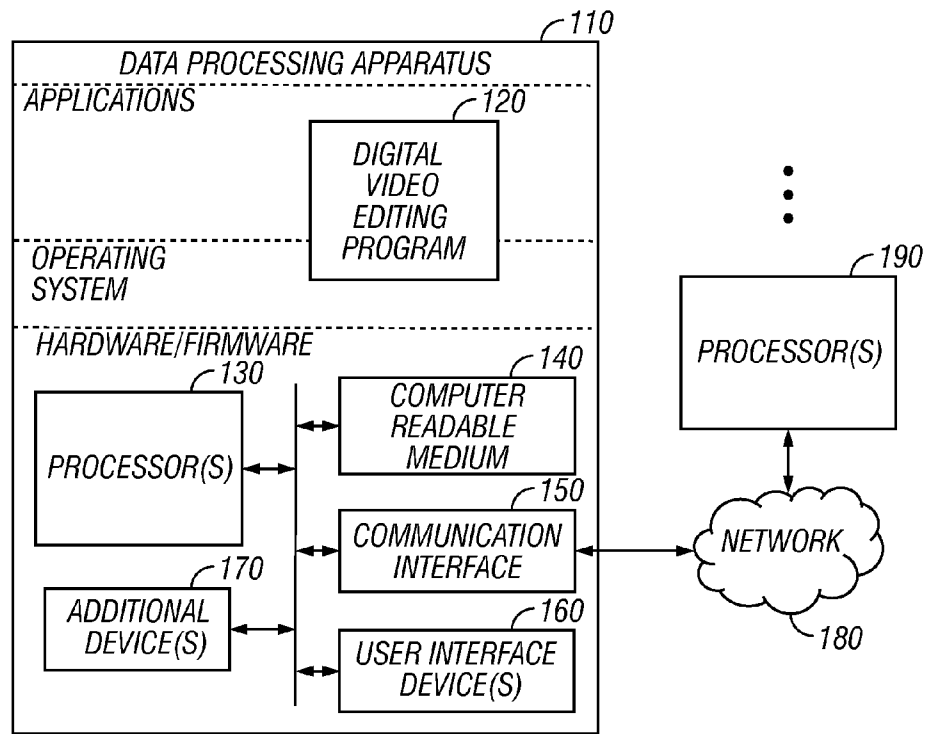 110
DATA PROCESSING APPARATUS
APPLICATIONS
120
DIGITAL
VIDEO
EDITING
PROGRAM
OPERATING
SYSTEM
190
PROCESSOR(S)
HARDWARE/FIRMWARE
130
PROCESSOR(S)
140
COMPUTER
READABLE
MEDIUM
150
COMMUNICATION
INTERFACE
NETWORK
180
170
ADDITIONAL
DEVICE(S)
160
USER INTERFACE
DEVICE(S)